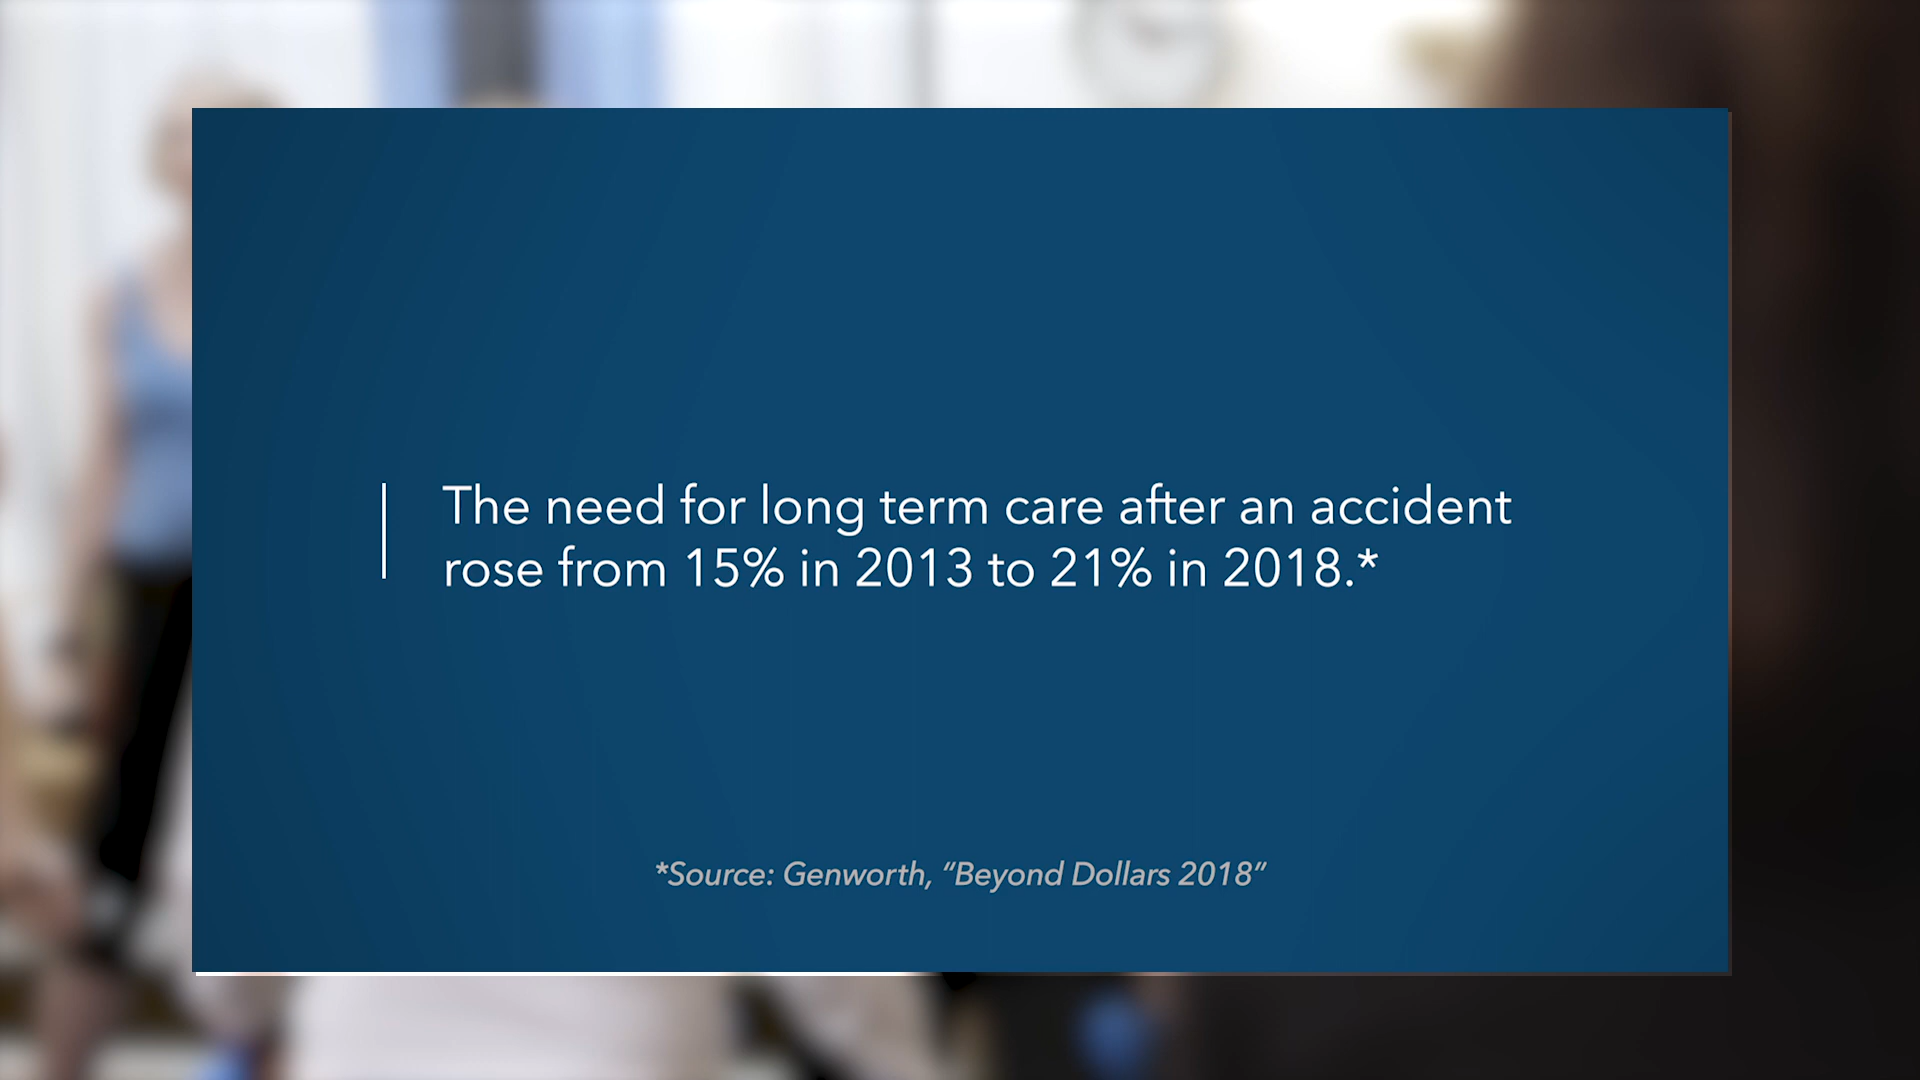 The need for long term care after an accident
rose from 15% in 2013 to 21% in 2018.*
*Source: Genworth, “Beyond Dollars 2018”